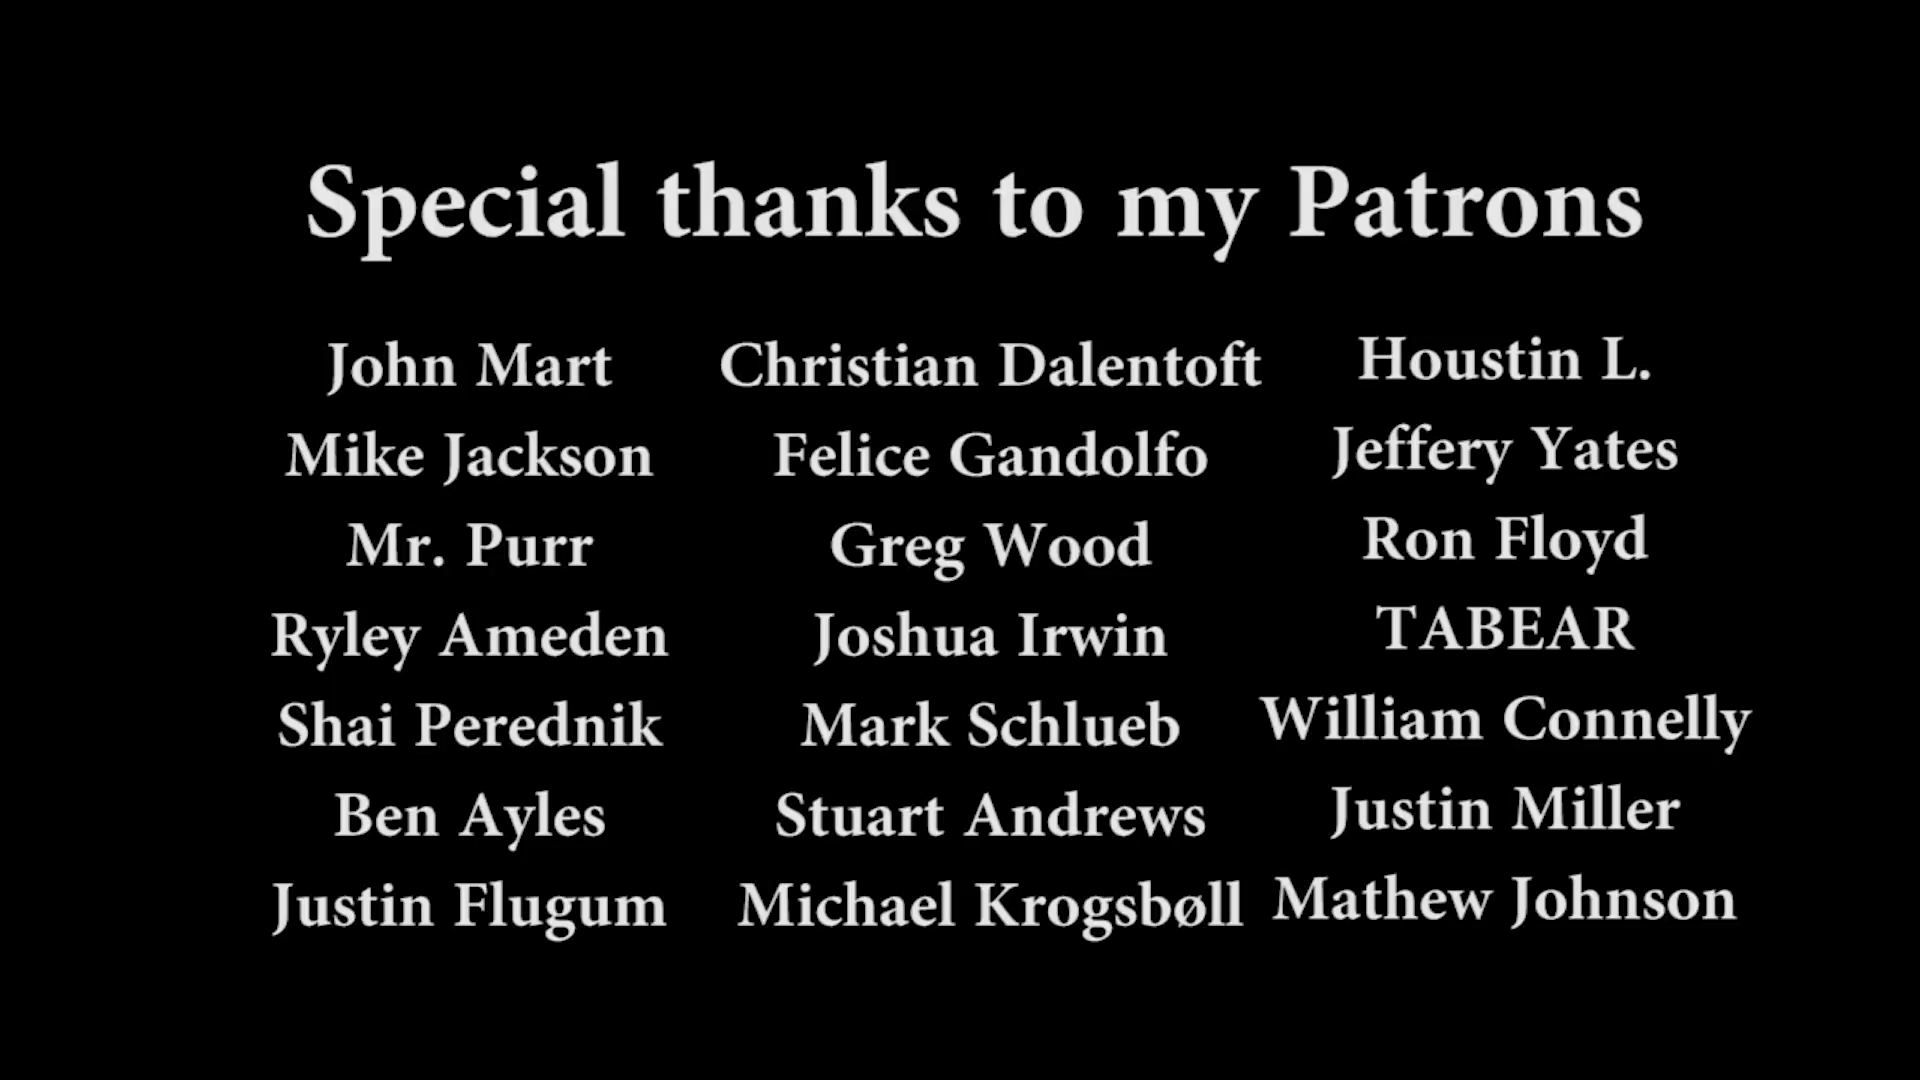 Special thanks to my Patrons
John Mart
Mike Jackson
Mr. Purr
Ryley Ameden
Shai Perednik
Ben Ayles
Justin Flugum
Christian Dalentoft
Felice Gandolfo
Greg Wood
Joshua Irwin
Mark Schlueb
Stuart Andrews
Michael Krogsbøll
Houstin L.
Jeffery Yates
Ron Floyd
TABEAR
William Connelly
Justin Miller
Mathew Johnson